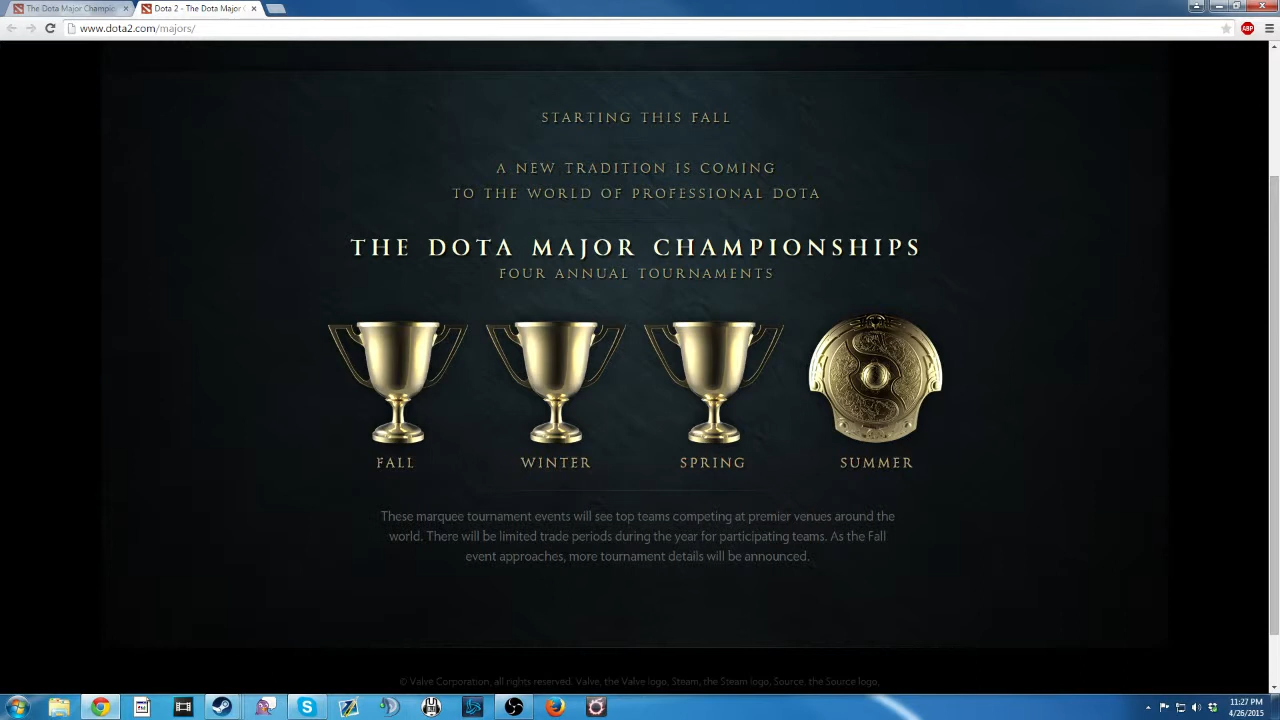 The Dota Major Champio
Dota 2 - The Dota Major C
www.dota2.com/majors/
ABP
STARTING THIS FALL
A NEW TRADITION IS COMING
TO THE WORLD OF PROFESSIONAL DOTA
THE DOTA MAJOR CHAMPIONSHIPS
FOUR ANNUAL TOURNAMENTS
FALL WINTER SPRING SUMMER
These marquee tournament events will see top teams competing at premier venues around the
world. There will be limited trade periods during the year for participating teams. As the Fall
event approaches, more tournament details will be announced.
© Valve Corporation, all rights reserved. Valve, the Valve logo, Steam, the Steam logo, Source, the Source logo,
11:27 PM
4/26/2015